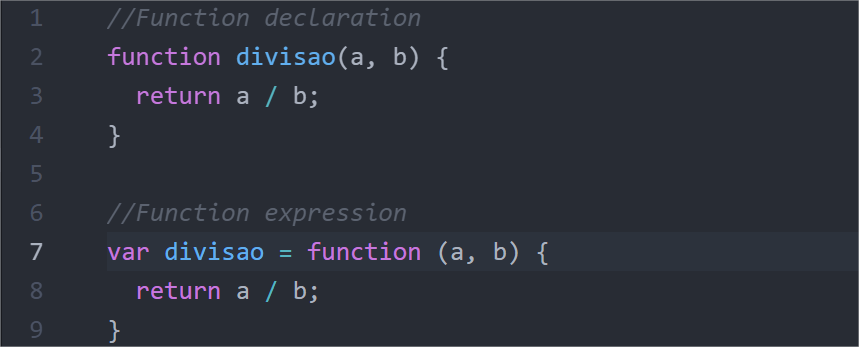 1 //Function declaration
2 function divisao(a, b) {
3 return a / b;
4 }
5
6 //Function expression
7 var divisao = function (a, b) {
8 return a / b;
9 }